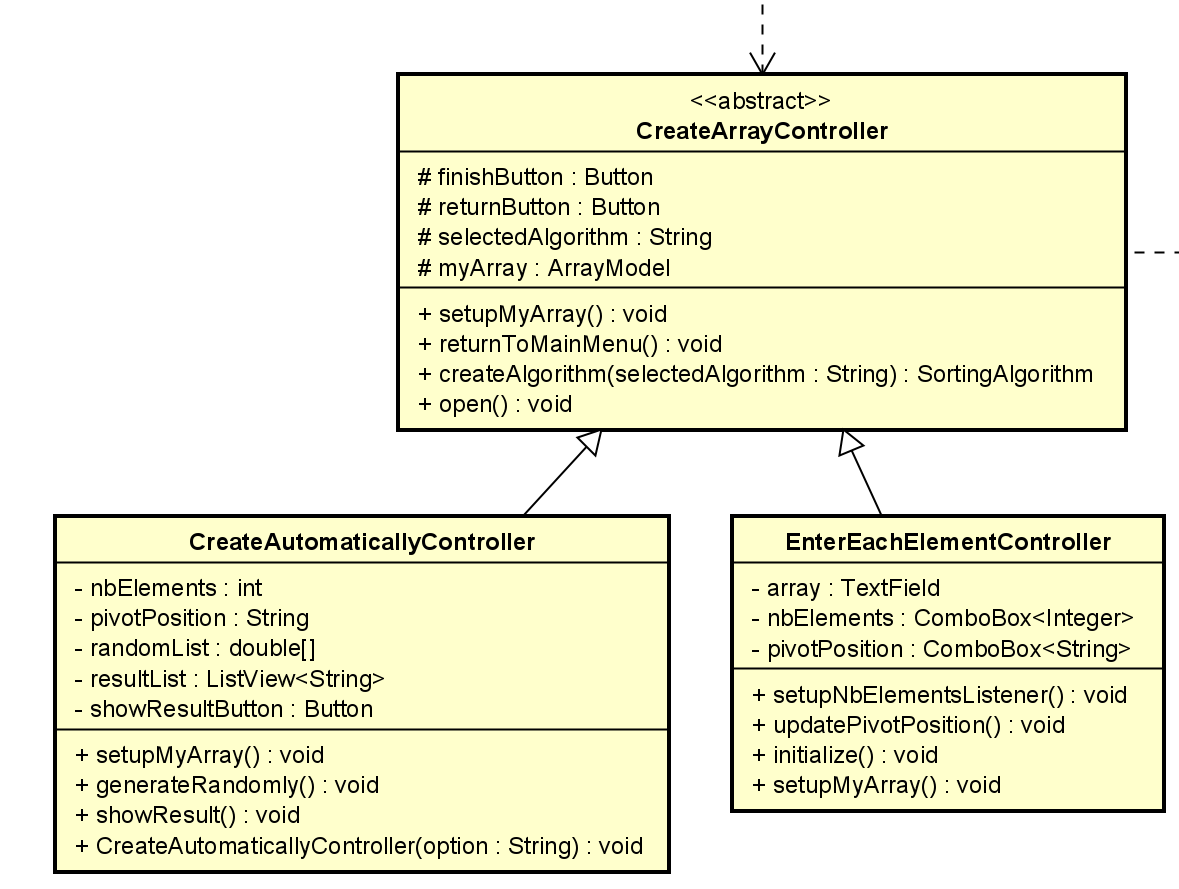 <<abstract>>
CreateArrayController
# finishButton : Button
# returnButton : Button
# selectedAlgorithm : String
# myArray : ArrayModel
+ setupMyArray() : void
+ returnToMainMenu() : void
+ createAlgorithm(selectedAlgorithm : String) : SortingAlgorithm
+ open() : void
CreateAutomaticallyController
- nbElements : int
- pivotPosition : String
- randomList : double[]
- resultList : ListView<String>
- showResultButton : Button
+ setupMyArray() : void
+ generateRandomly() : void
+ showResult() : void
+ CreateAutomaticallyController(option : String) : void
EnterEachElementController
- array : TextField
- nbElements : ComboBox<Integer>
- pivotPosition : ComboBox<String>
+ setupNbElementsListener() : void
+ updatePivotPosition() : void
+ initialize() : void
+ setupMyArray() : void